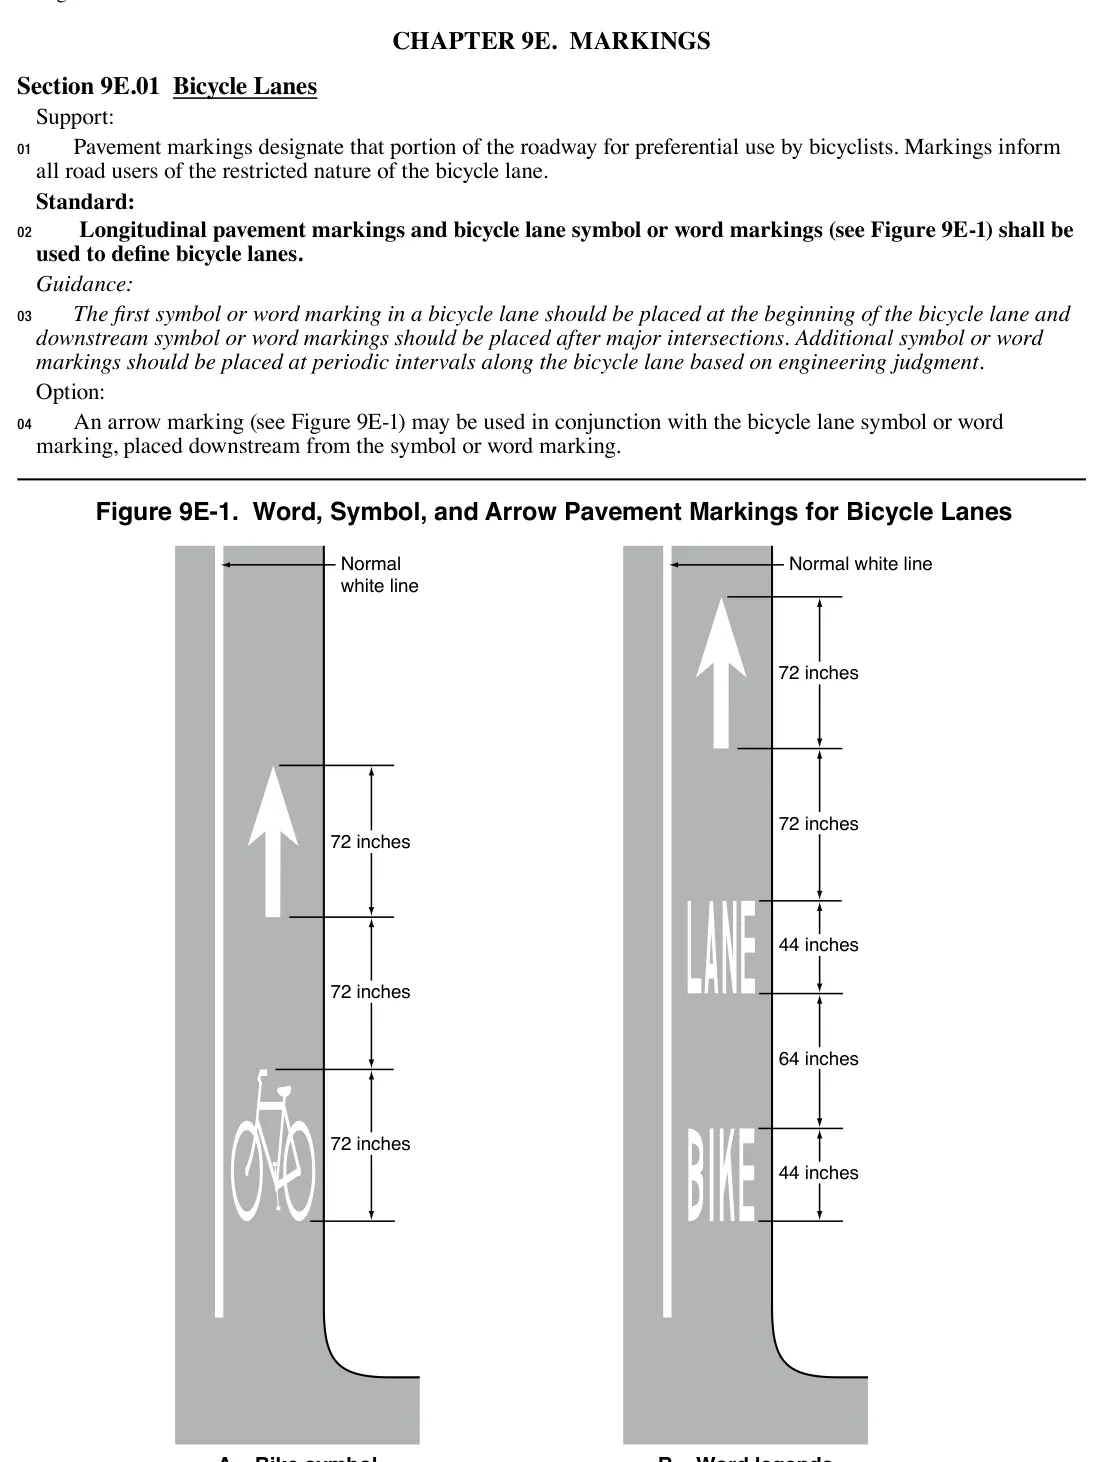 CHAPTER 9E. MARKINGS
Section 9E.01 Bicycle Lanes
Support:
01 Pavement markings designate that portion of the roadway for preferential use by bicyclists. Markings inform
all road users of the restricted nature of the bicycle lane.
Standard:
02 Longitudinal pavement markings and bicycle lane symbol or word markings (see Figure 9E-1) shall be
used to define bicycle lanes.
Guidance:
03 The first symbol or word marking in a bicycle lane should be placed at the beginning of the bicycle lane and
downstream symbol or word markings should be placed after major intersections. Additional symbol or word
markings should be placed at periodic intervals along the bicycle lane based on engineering judgment.
Option:
04 An arrow marking (see Figure 9E-1) may be used in conjunction with the bicycle lane symbol or word
marking, placed downstream from the symbol or word marking.
Figure 9E-1. Word, Symbol, and Arrow Pavement Markings for Bicycle Lanes
Normal
white line
72 inches
72 inches
72 inches
Normal white line
72 inches
72 inches
LANE
44 inches
64 inches
BIKE
44 inches
A – Bike symbol
B – Word legends